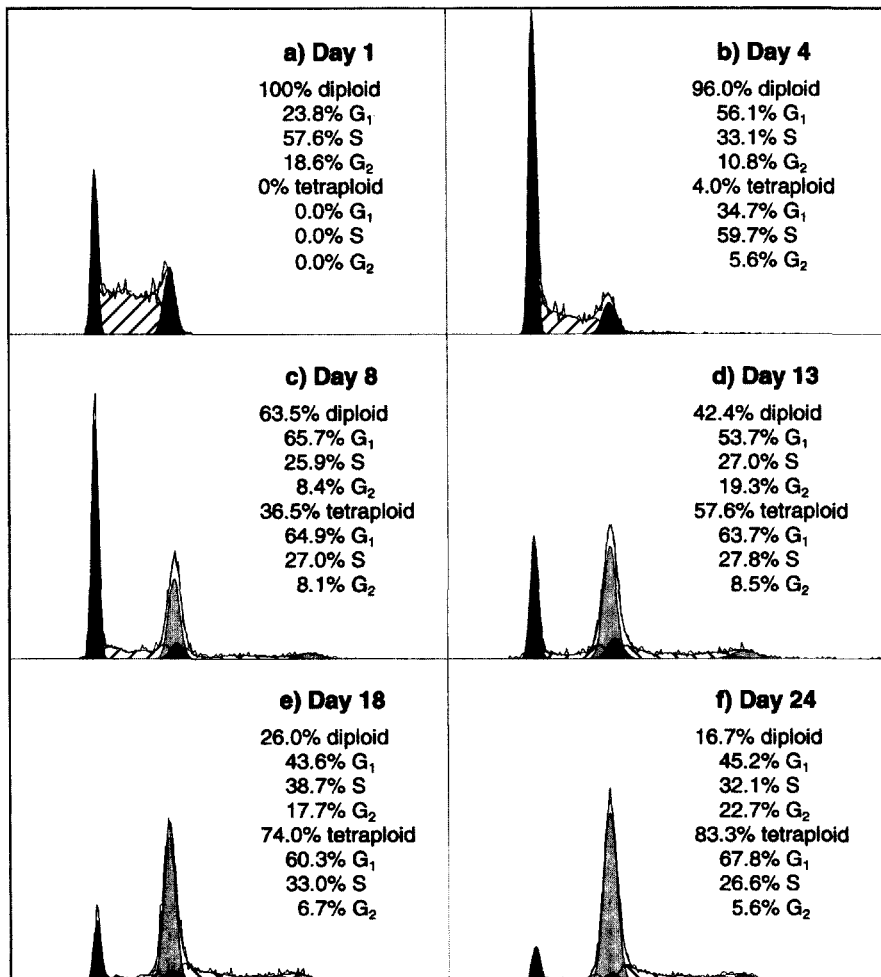 a) Day 1
100% diploid
23.8% G₁
57.6% S
18.6% G₂
0% tetraploid
0.0% G₁
0.0% S
0.0% G₂
b) Day 4
96.0% diploid
56.1% G₁
33.1% S
10.8% G₂
4.0% tetraploid
34.7% G₁
59.7% S
5.6% G₂
c) Day 8
63.5% diploid
65.7% G₁
25.9% S
8.4% G₂
36.5% tetraploid
64.9% G₁
27.0% S
8.1% G₂
d) Day 13
42.4% diploid
53.7% G₁
27.0% S
19.3% G₂
57.6% tetraploid
63.7% G₁
27.8% S
8.5% G₂
e) Day 18
26.0% diploid
43.6% G₁
38.7% S
17.7% G₂
74.0% tetraploid
60.3% G₁
33.0% S
6.7% G₂
f) Day 24
16.7% diploid
45.2% G₁
32.1% S
22.7% G₂
83.3% tetraploid
67.8% G₁
26.6% S
5.6% G₂